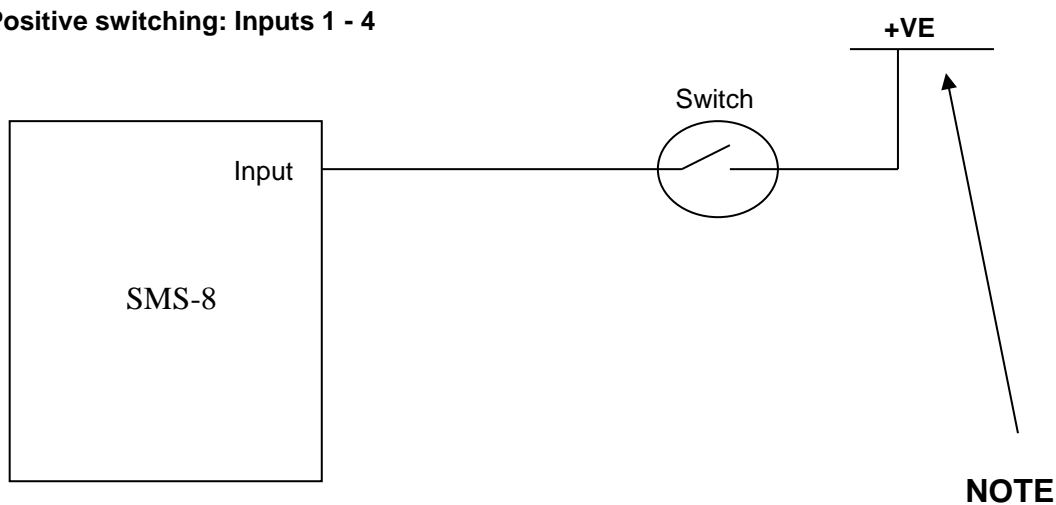 Positive switching: Inputs 1 - 4
+VE
Switch
Input
SMS-8
NOTE